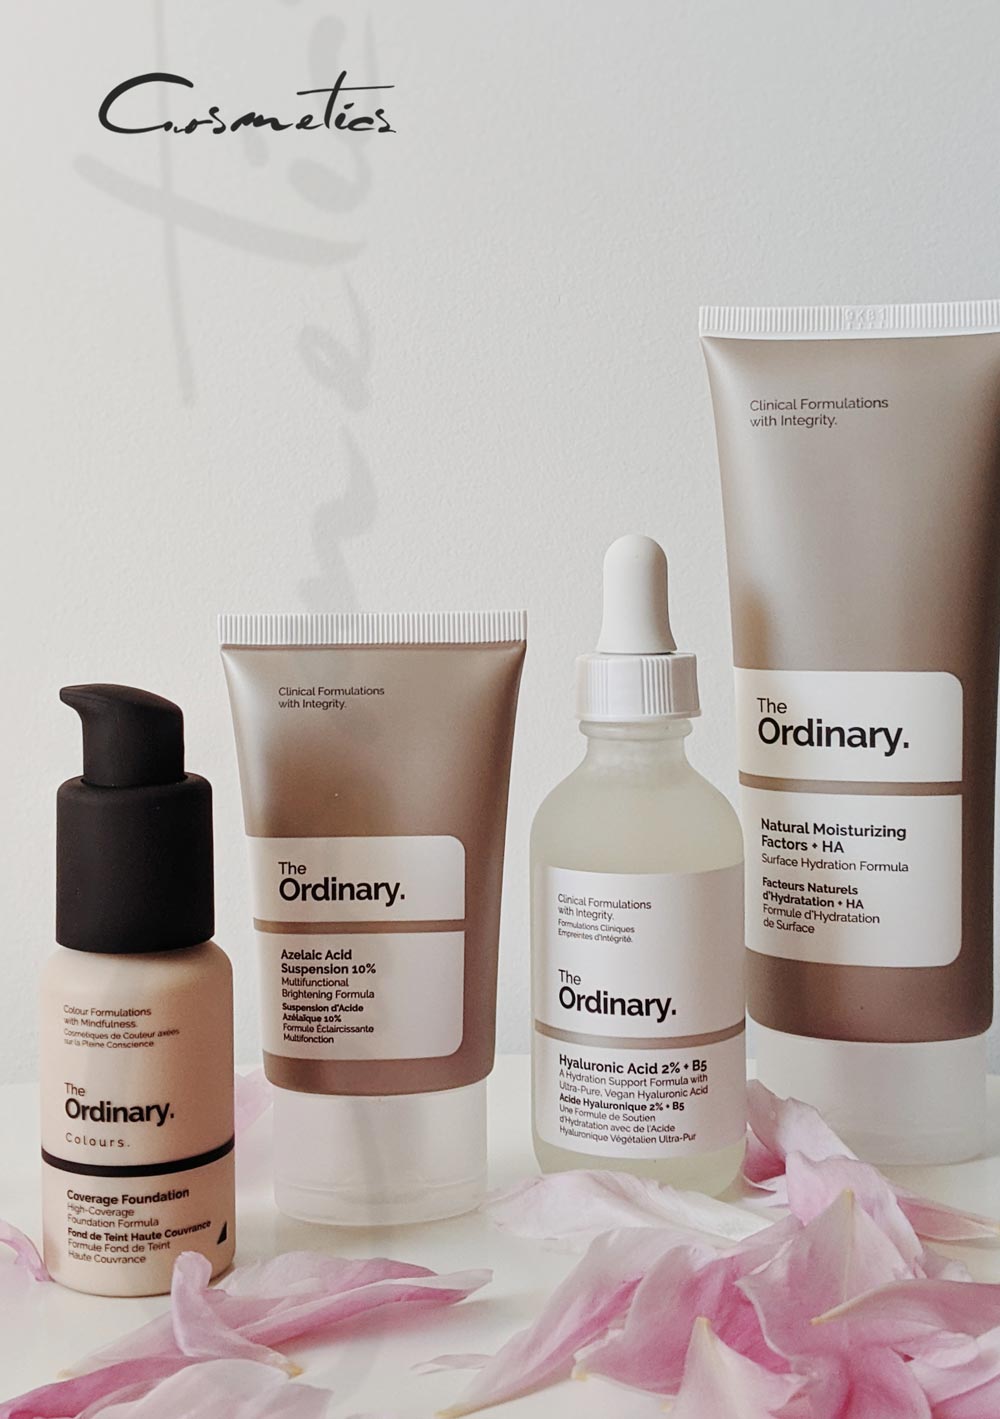 Cosmetics
Clinical Formulations
with Integrity.
The
Ordinary.
Natural Moisturizing
Factors + HA
Surface Hydration Formula
Facteurs Naturels
d'Hydratation + HA
Formule d'Hydratation
de Surface
Clinical Formulations
with Integrity.
The
Ordinary.
Azelaic Acid
Suspension 10%
Multifunctional
Brightening Formula
Suspension d'Acide
Azélaïque 10%
Formule Éclaircissante
Multifonction
Clinical Formulations
with Integrity.
Formulations Cliniques
Empreintes d'Intégrité.
The
Ordinary.
Hyaluronic Acid 2% + B5
A Hydration Support Formula with
Ultra-Pure, Vegan Hyaluronic Acid
Acide Hyaluronique 2% + B5
Une Formule de Soutien
d'Hydratation avec de l'Acide
Hyaluronique Végétalien Ultra-Pur
Colour Formulations
with Mindfulness.
Cosmétiques de Couleur axées
sur la Pleine Conscience.
The
Ordinary.
Colours.
Coverage Foundation
High-Coverage
Foundation Formula
Fond de Teint Haute Couvrance
Formule Fond de Teint
Haute Couvrance